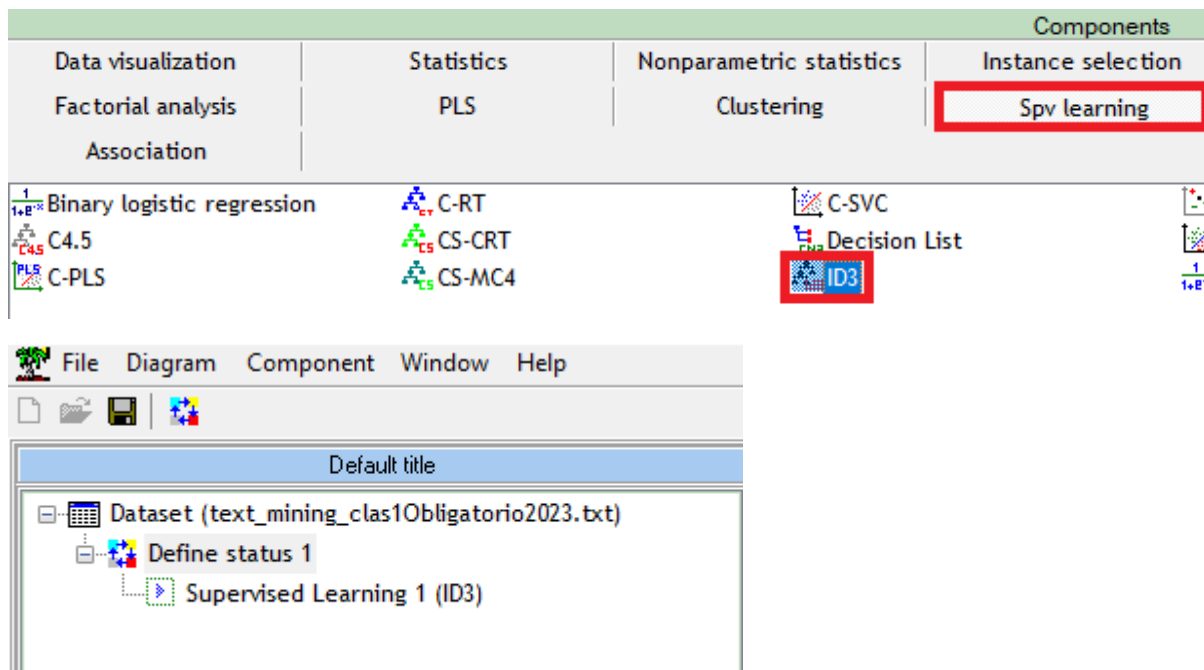 Components
Data visualization Statistics Nonparametric statistics Instance selection
Factorial analysis PLS Clustering Spv learning
Association
Binary logistic regression C-RT C-SVC
C4.5 CS-CRT Decision List
C-PLS CS-MC4 ID3
File Diagram Component Window Help
Default title
Dataset (text_mining_clas1Obligatorio2023.txt)
Define status 1
Supervised Learning 1 (ID3)